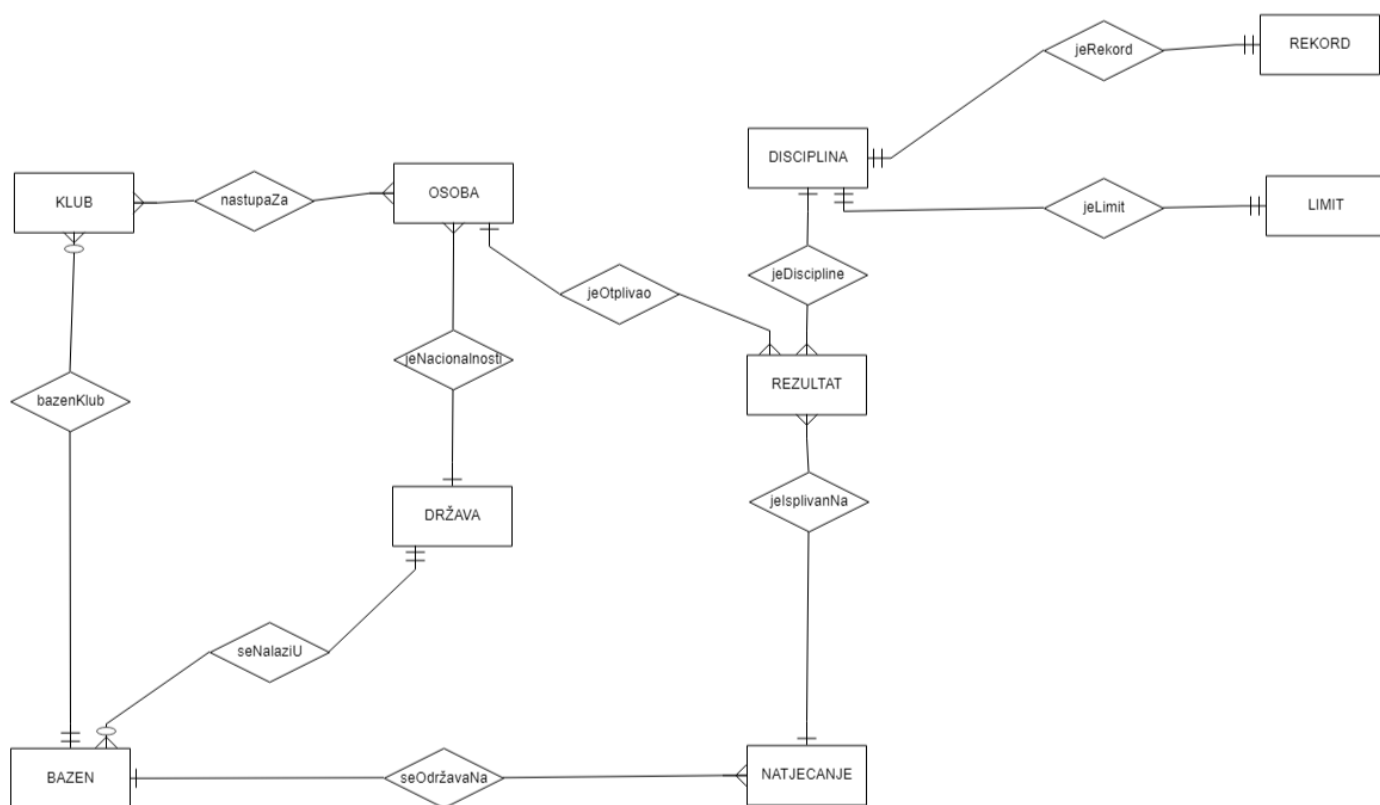 jeRekord
REKORD
DISCIPLINA
KLUB
nastupaZa
OSOBA
jeLimit
LIMIT
jeDiscipline
jeOtplivao
jeNacionalnosti
REZULTAT
bazenKlub
jeIsplivanNa
DRŽAVA
seNalaziU
BAZEN
seOdržavaNa
NATJECANJE